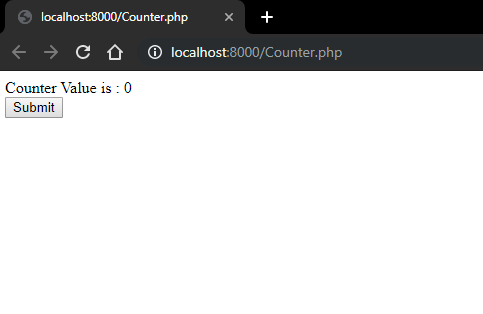 localhost:8000/Counter.php
localhost:8000/Counter.php
Counter Value is : 0
Submit